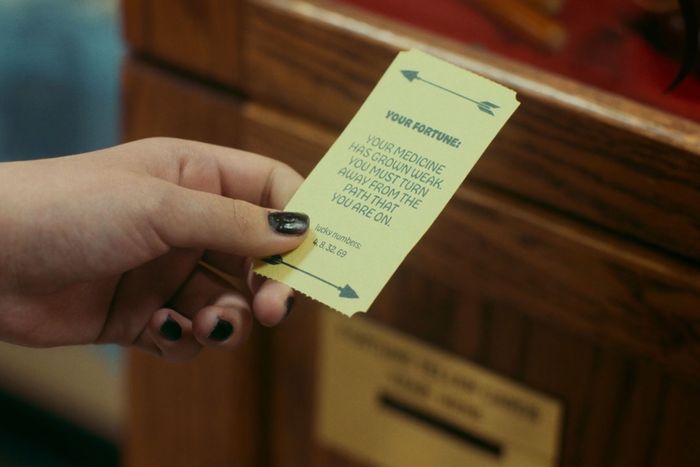 YOUR FORTUNE:
YOUR MEDICINE
HAS GROWN WEAK.
YOU MUST TURN
AWAY FROM THE
PATH THAT
YOU ARE ON.
lucky numbers:
4, 8, 32, 69